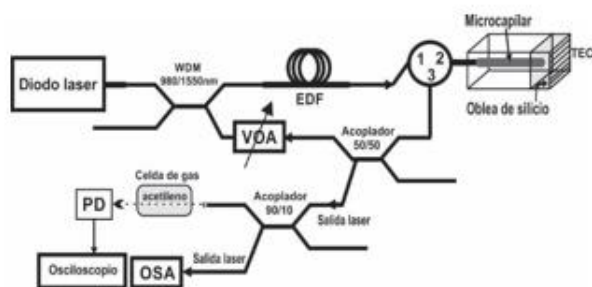 Microcapilar
WDM
980/1550nm
1 2
3
TEC
Diodo laser
EDF
Oblea de silicio
VOA
Acoplador
50/50
Celda de gas
acetileno
Acoplador
90/10
PD
Salida laser
Salida laser
Osciloscopio
OSA